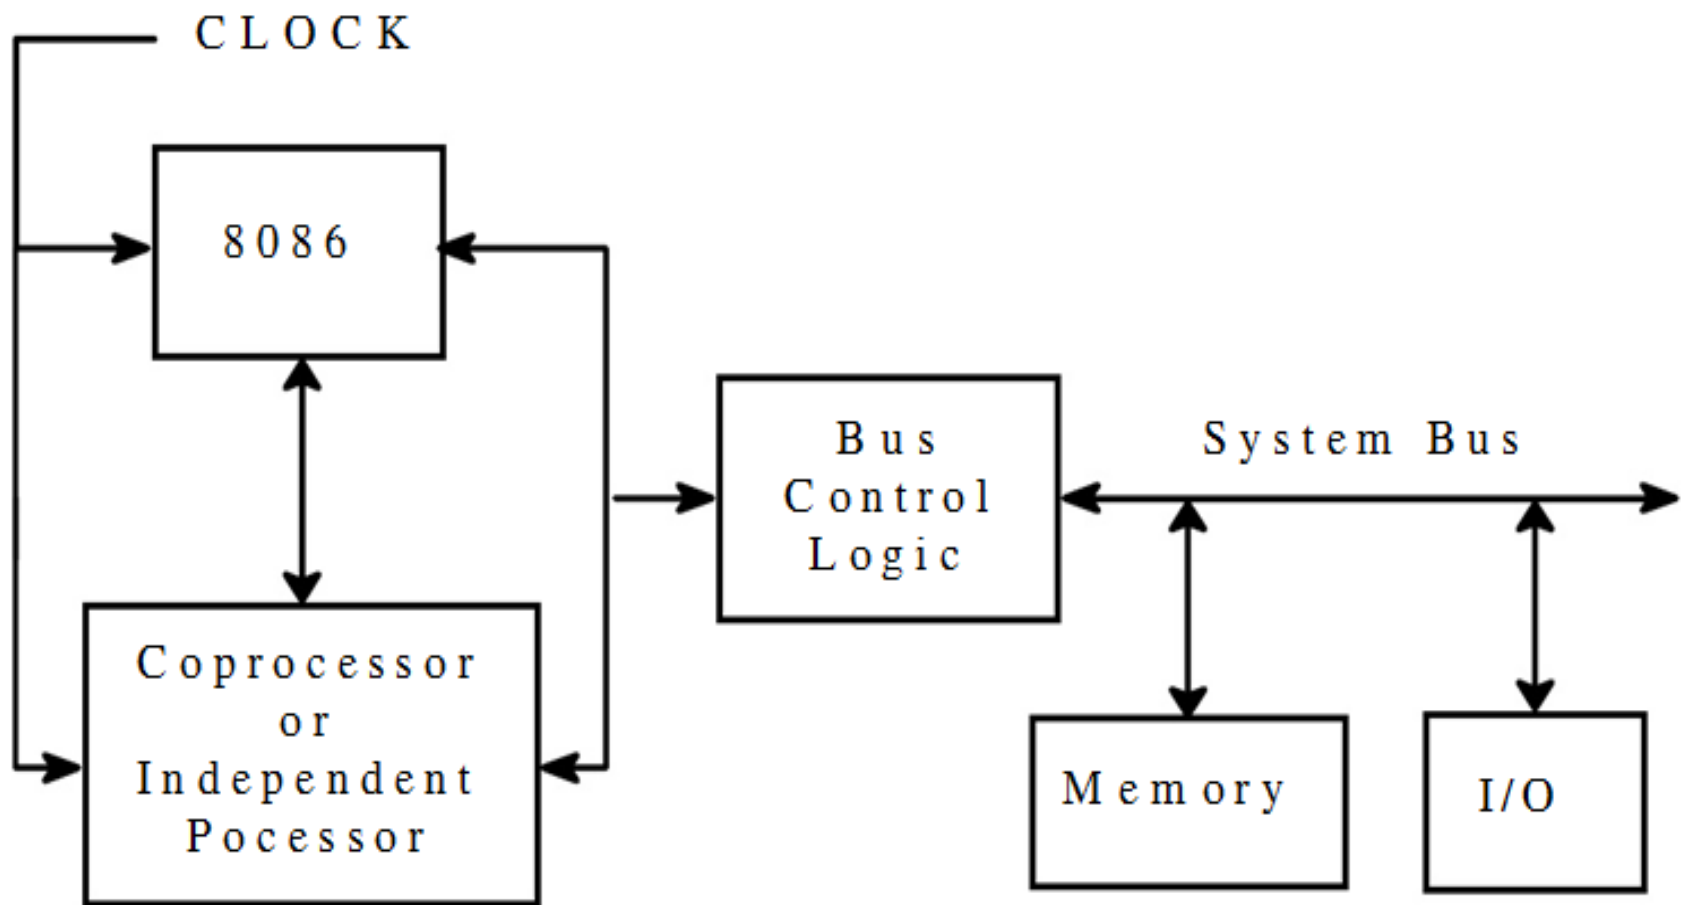 CLOCK
8086
Bus
Control
Logic
System Bus
Coprocessor
or
Independent
Pocessor
Memory
I/O